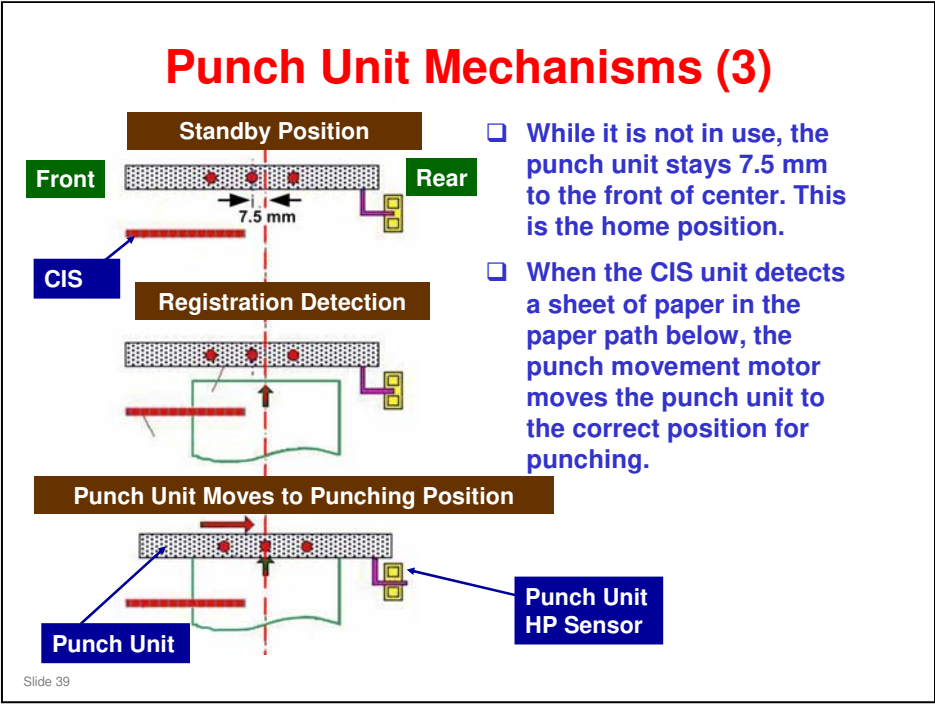 Punch Unit Mechanisms (3)
Standby Position
Front
Rear
7.5 mm
CIS
Registration Detection
Punch Unit Moves to Punching Position
Punch Unit
Punch Unit
HP Sensor
❑ While it is not in use, the
punch unit stays 7.5 mm
to the front of center. This
is the home position.
❑ When the CIS unit detects
a sheet of paper in the
paper path below, the
punch movement motor
moves the punch unit to
the correct position for
punching.
Slide 39